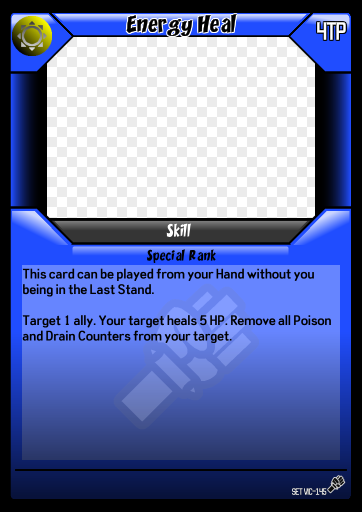 Energy Heal
4TP
Skill
Special Rank
This card can be played from your Hand without you
being in the Last Stand.
Target 1 ally. Your target heals 5 HP. Remove all Poison
and Drain Counters from your target.
SET VIC-145